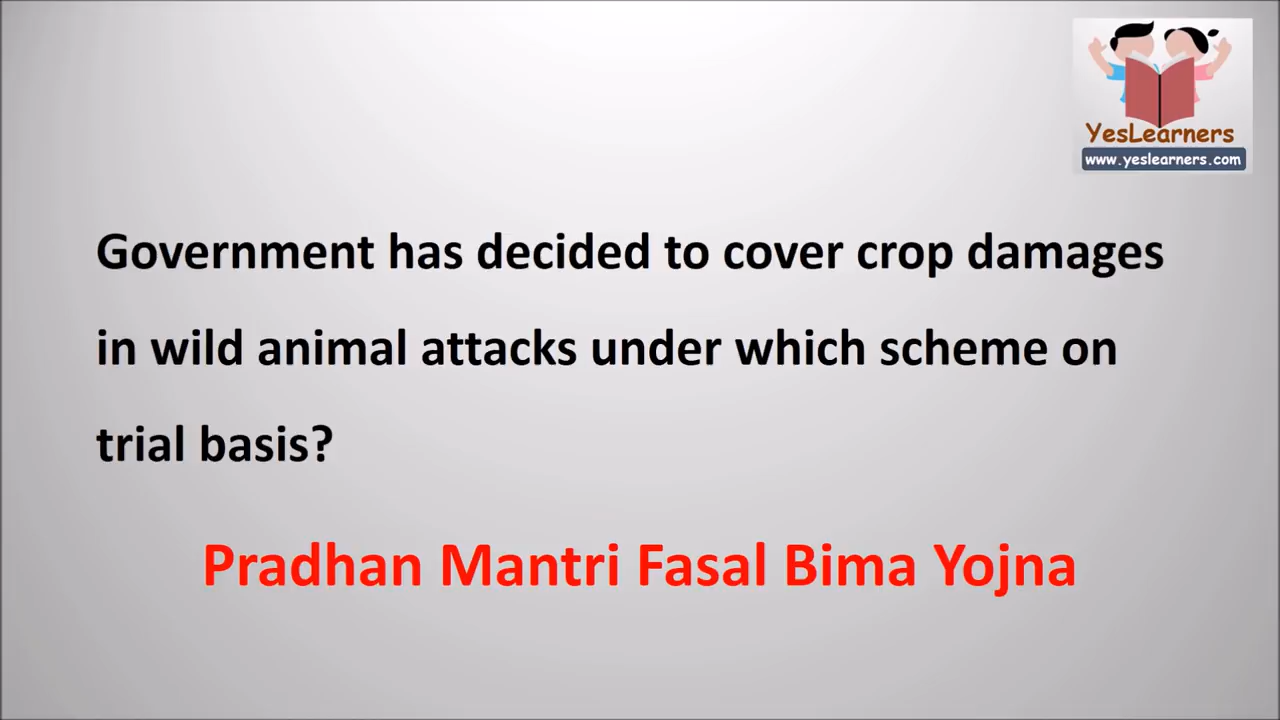 YesLearners
www.yeslearners.com
Government has decided to cover crop damages
in wild animal attacks under which scheme on
trial basis?
Pradhan Mantri Fasal Bima Yojna